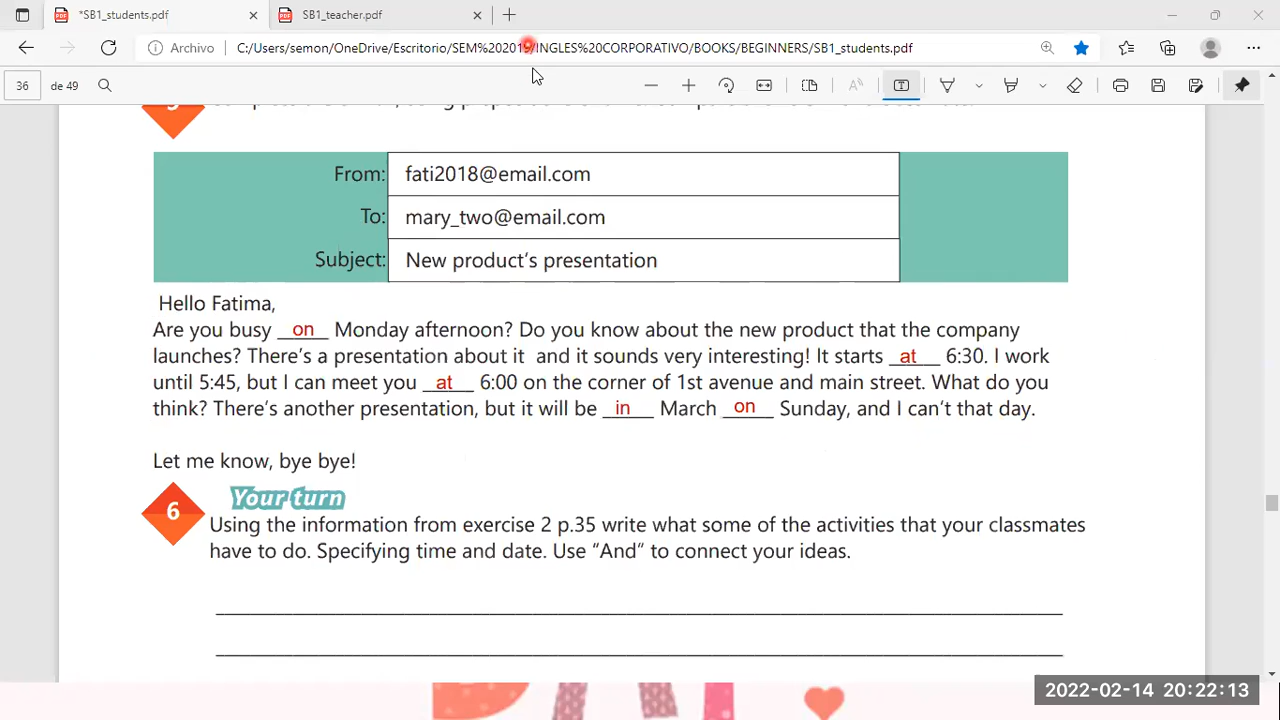 *SB1_students.pdf
SB1_teacher.pdf
Archivo
C:/Users/semon/OneDrive/Escritorio/SEM%202019/INGLES%20CORPORATIVO/BOOKS/BEGINNERS/SB1_students.pdf
36 de 49
From: fati2018@email.com
To: mary_two@email.com
Subject: New product's presentation
Hello Fatima,
Are you busy on Monday afternoon? Do you know about the new product that the company
launches? There's a presentation about it and it sounds very interesting! It starts at 6:30. I work
until 5:45, but I can meet you at 6:00 on the corner of 1st avenue and main street. What do you
think? There's another presentation, but it will be in March on Sunday, and I can't that day.
Let me know, bye bye!
6
Your turn
Using the information from exercise 2 p.35 write what some of the activities that your classmates
have to do. Specifying time and date. Use “And” to connect your ideas.
2022-02-14 20:22:13